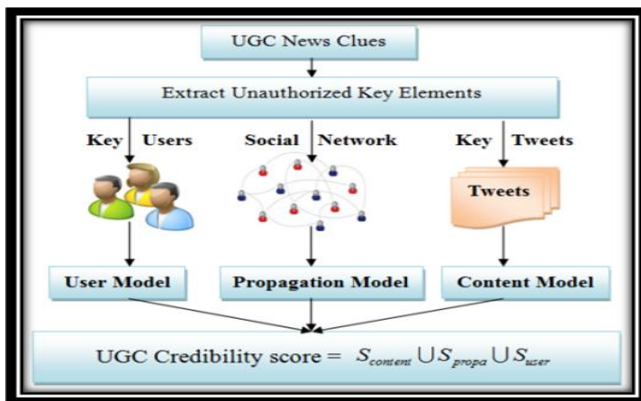 UGC News Clues
Extract Unauthorized Key Elements
Key Users Social Network Key Tweets
Tweets
User Model Propagation Model Content Model
UGC Credibility score = S_content ∪ S_propa ∪ S_user